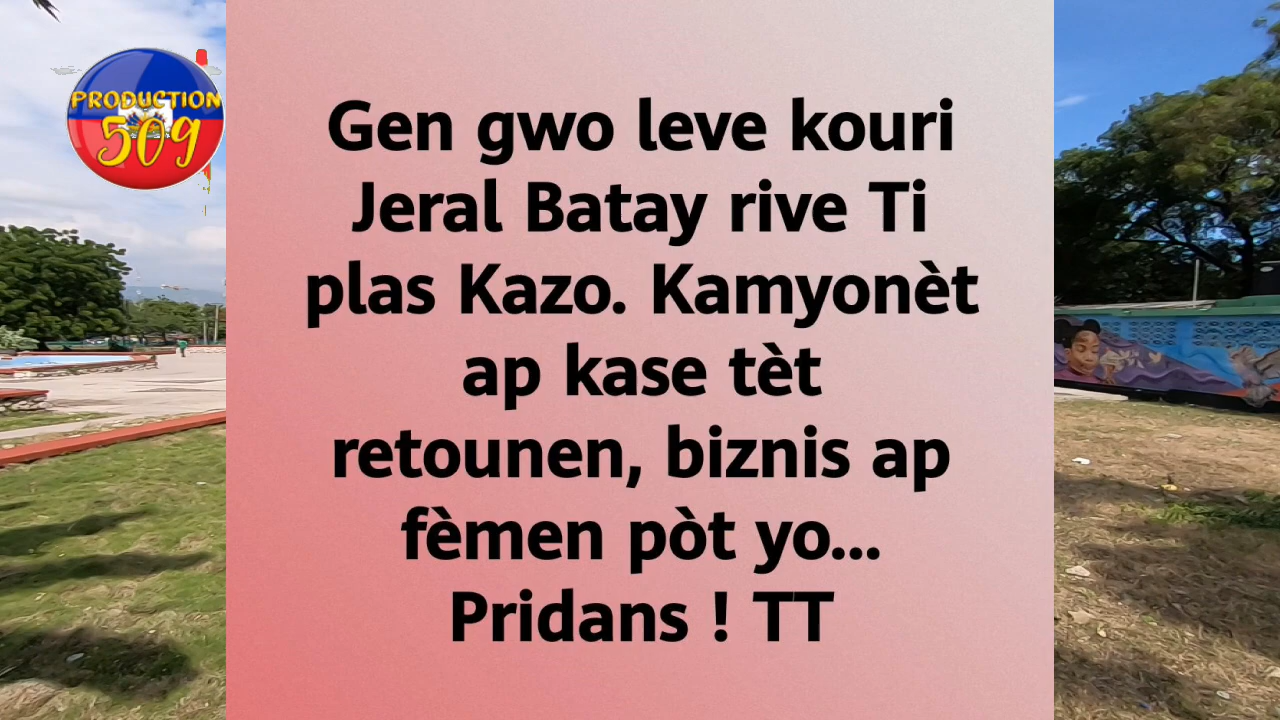 PRODUCTION
509
Gen gwo leve kouri
Jeral Batay rive Ti
plas Kazo. Kamyonèt
ap kase tèt
retounen, biznis ap
fèmen pòt yo...
Pridans ! TT